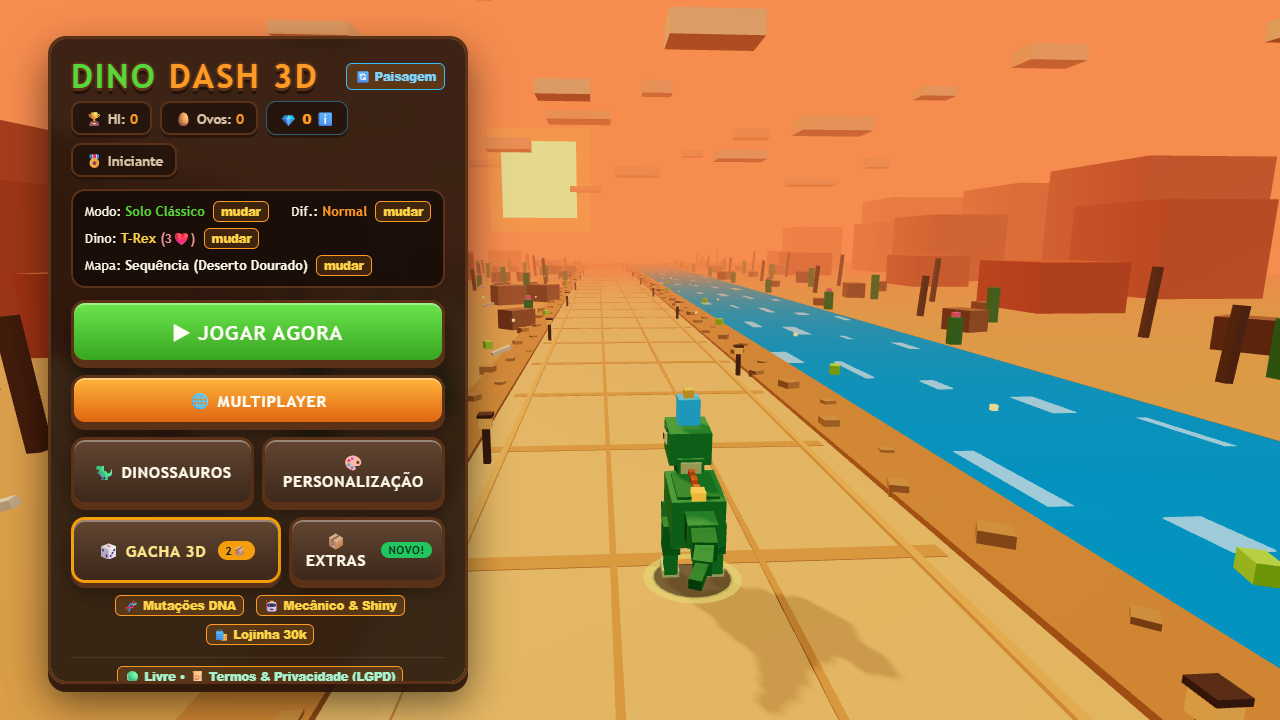 DINO DASH 3D
Paisagem
HI: 0
Ovos: 0
0
Iniciante
Modo: Solo Clássico mudar
Dif.: Normal mudar
Dino: T-Rex (3 ) mudar
Mapa: Sequência (Deserto Dourado) mudar
JOGAR AGORA
MULTIPLAYER
DINOSSAUROS
PERSONALIZAÇÃO
GACHA 3D 2
EXTRAS NOVO!
Mutações DNA
Mecânico & Shiny
Lojinha 30k
Livre • Termos & Privacidade (LGPD)